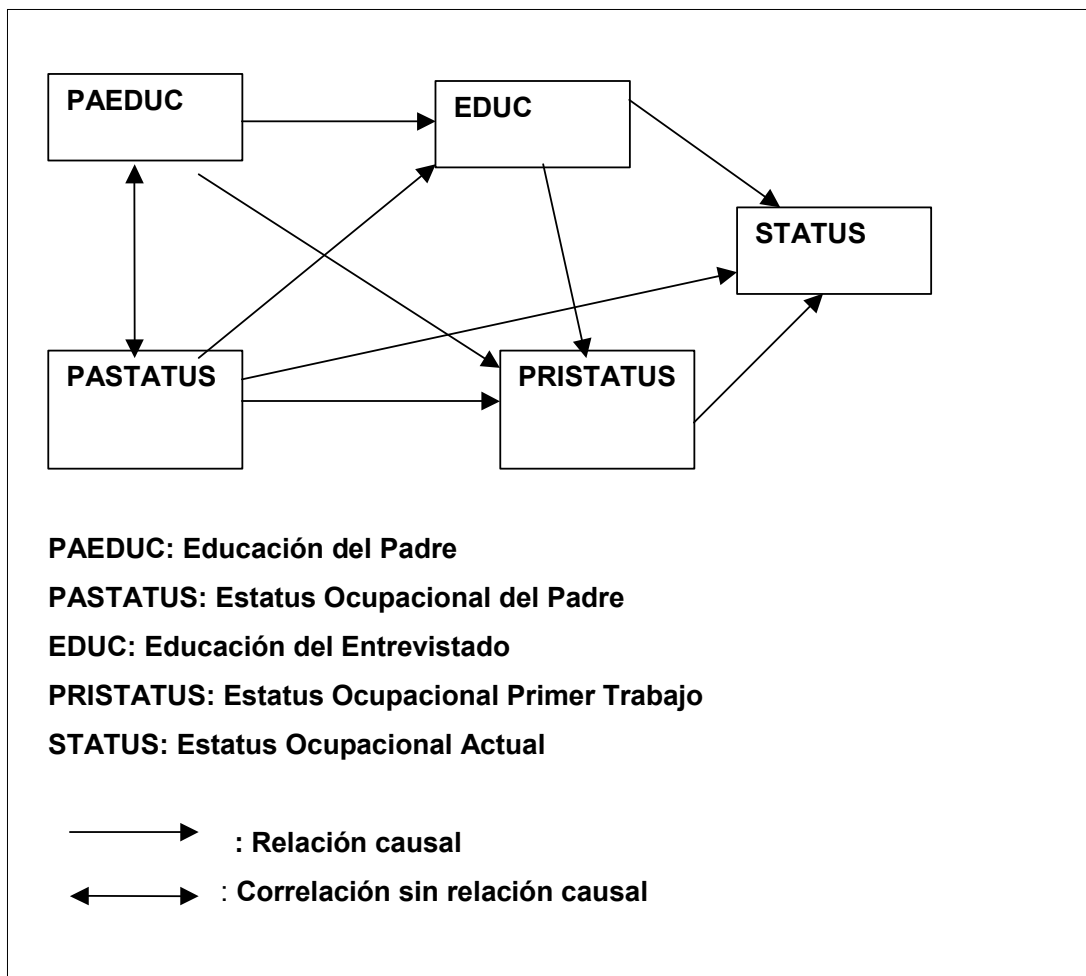 PAEDUC
EDUC
STATUS
PASTATUS
PRISTATUS
PAEDUC: Educación del Padre
PASTATUS: Estatus Ocupacional del Padre
EDUC: Educación del Entrevistado
PRISTATUS: Estatus Ocupacional Primer Trabajo
STATUS: Estatus Ocupacional Actual
: Relación causal
: Correlación sin relación causal